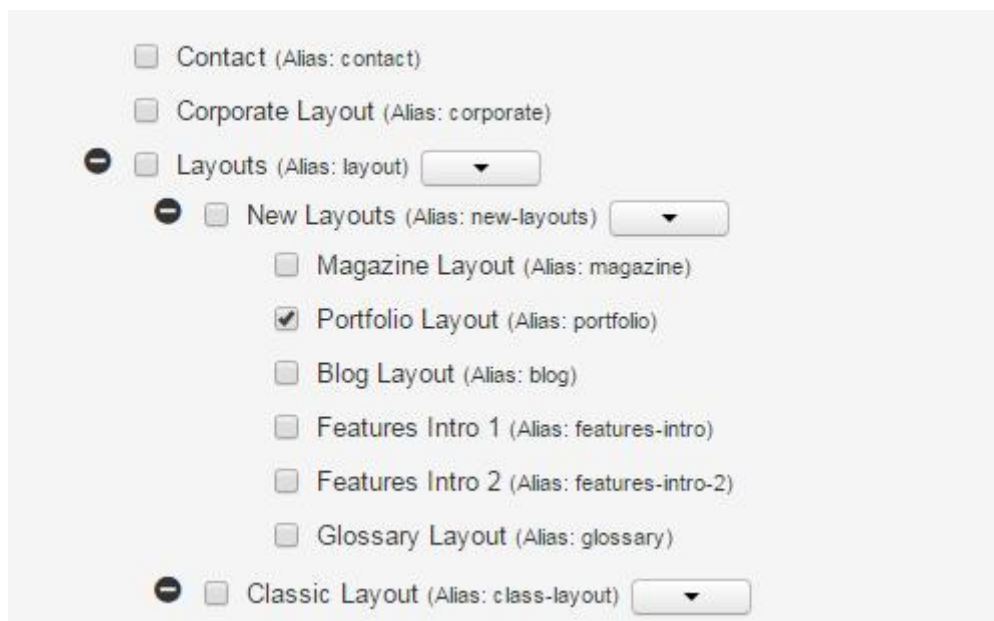 Contact (Alias: contact)
Corporate Layout (Alias: corporate)
Layouts (Alias: layout)
New Layouts (Alias: new-layouts)
Magazine Layout (Alias: magazine)
Portfolio Layout (Alias: portfolio)
Blog Layout (Alias: blog)
Features Intro 1 (Alias: features-intro)
Features Intro 2 (Alias: features-intro-2)
Glossary Layout (Alias: glossary)
Classic Layout (Alias: class-layout)